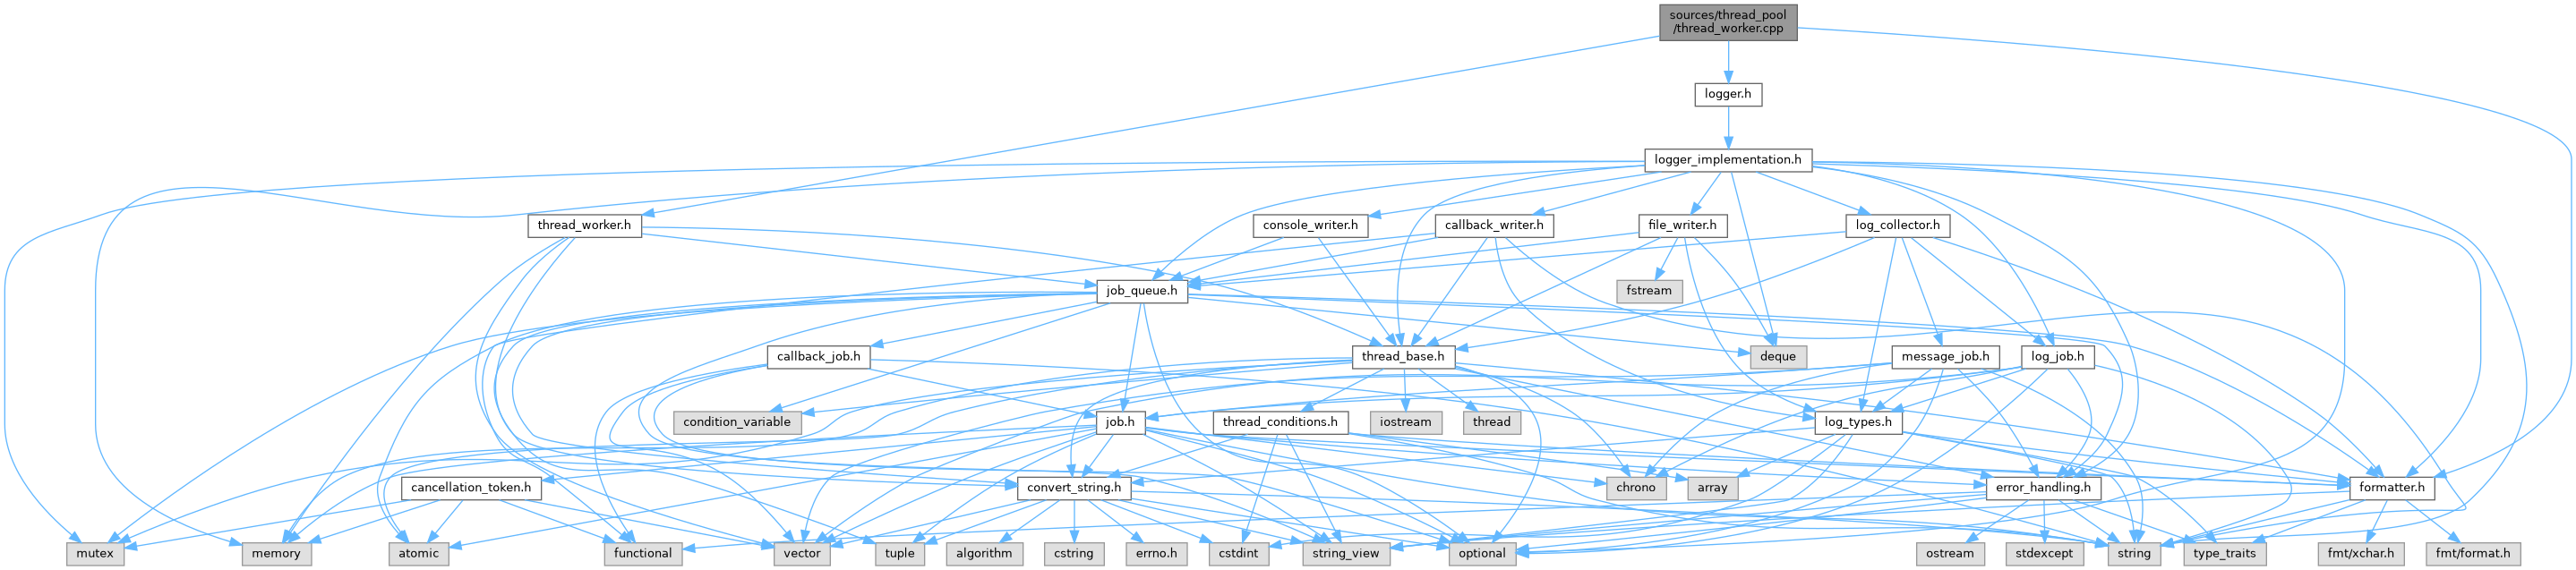 sources/thread_pool
/thread_worker.cpp
logger.h
logger_implementation.h
thread_worker.h
console_writer.h
callback_writer.h
file_writer.h
log_collector.h
fstream
job_queue.h
callback_job.h
thread_base.h
deque
message_job.h
log_job.h
condition_variable
job.h
thread_conditions.h
iostream
thread
log_types.h
cancellation_token.h
convert_string.h
chrono
array
error_handling.h
formatter.h
mutex
memory
atomic
functional
vector
tuple
algorithm
cstring
errno.h
cstdint
string_view
optional
ostream
stdexcept
string
type_traits
fmt/xchar.h
fmt/format.h